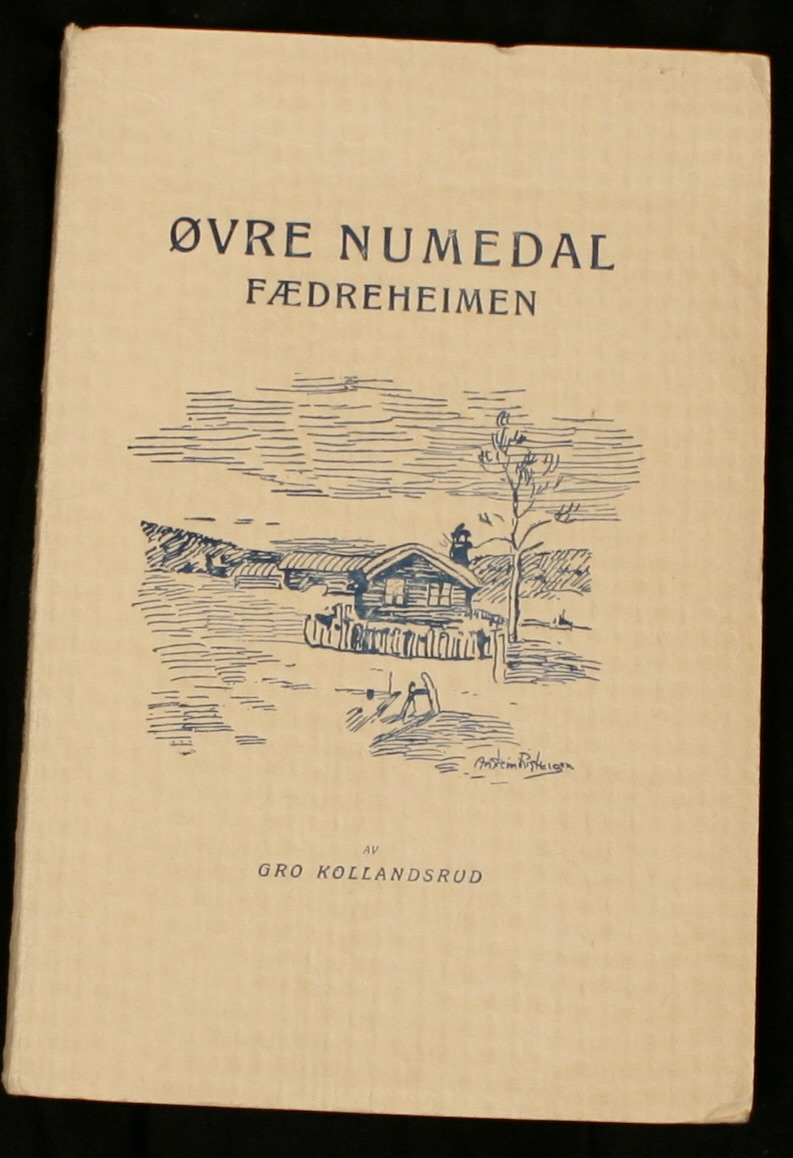 ØVRE NUMEDAL
FÆDREHEIMEN
AV
GRO KOLLANDSRUD